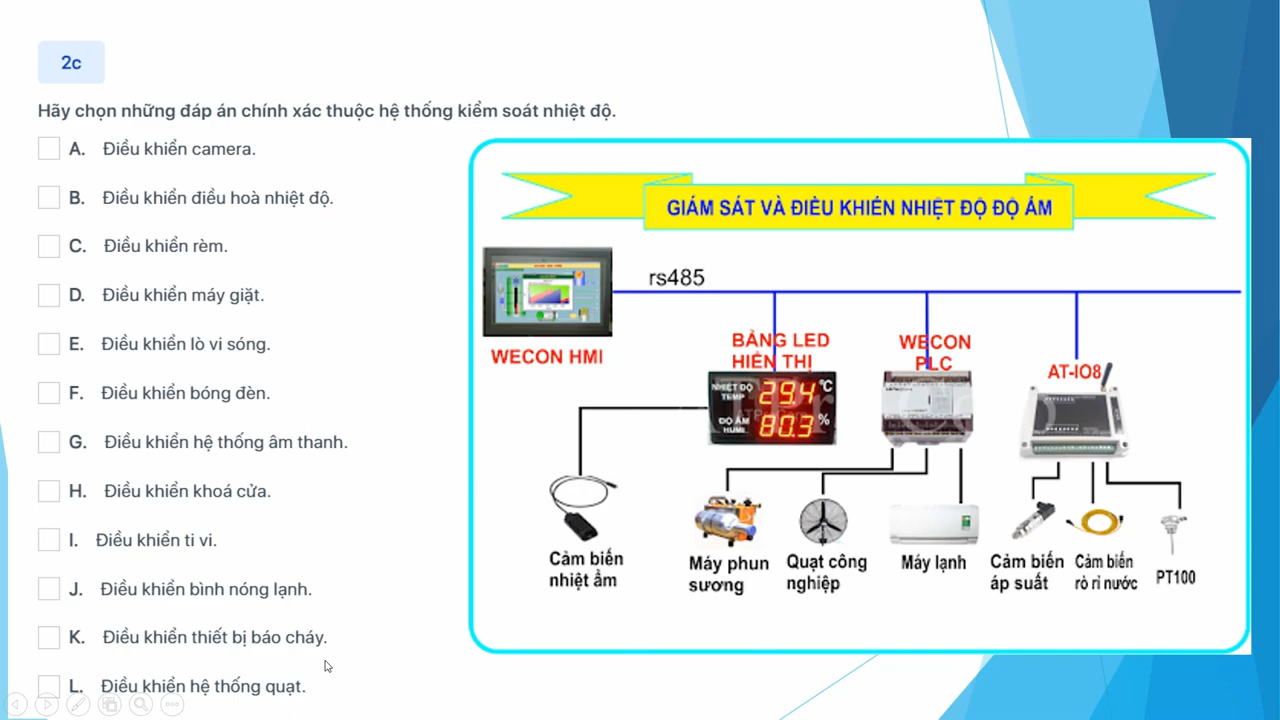 2c
Hãy chọn những đáp án chính xác thuộc hệ thống kiểm soát nhiệt độ.
A. Điều khiển camera.
B. Điều khiển điều hoà nhiệt độ.
C. Điều khiển rèm.
D. Điều khiển máy giặt.
E. Điều khiển lò vi sóng.
F. Điều khiển bóng đèn.
G. Điều khiển hệ thống âm thanh.
H. Điều khiển khoá cửa.
I. Điều khiển ti vi.
J. Điều khiển bình nóng lạnh.
K. Điều khiển thiết bị báo cháy.
L. Điều khiển hệ thống quạt.
GIÁM SÁT VÀ ĐIỀU KHIỂN NHIỆT ĐỘ ĐỘ ẨM
rs485
WECON HMI
BẢNG LED
HIỂN THỊ
WECON
PLC
AT-IO8
NHIỆT ĐỘ
TEMP
29.4 °C
ĐỘ ẨM
HUMI
80.3 %
Cảm biến
nhiệt ẩm
Máy phun
sương
Quạt công
nghiệp
Máy lạnh
Cảm biến
áp suất
Cảm biến
rò rỉ nước
PT100